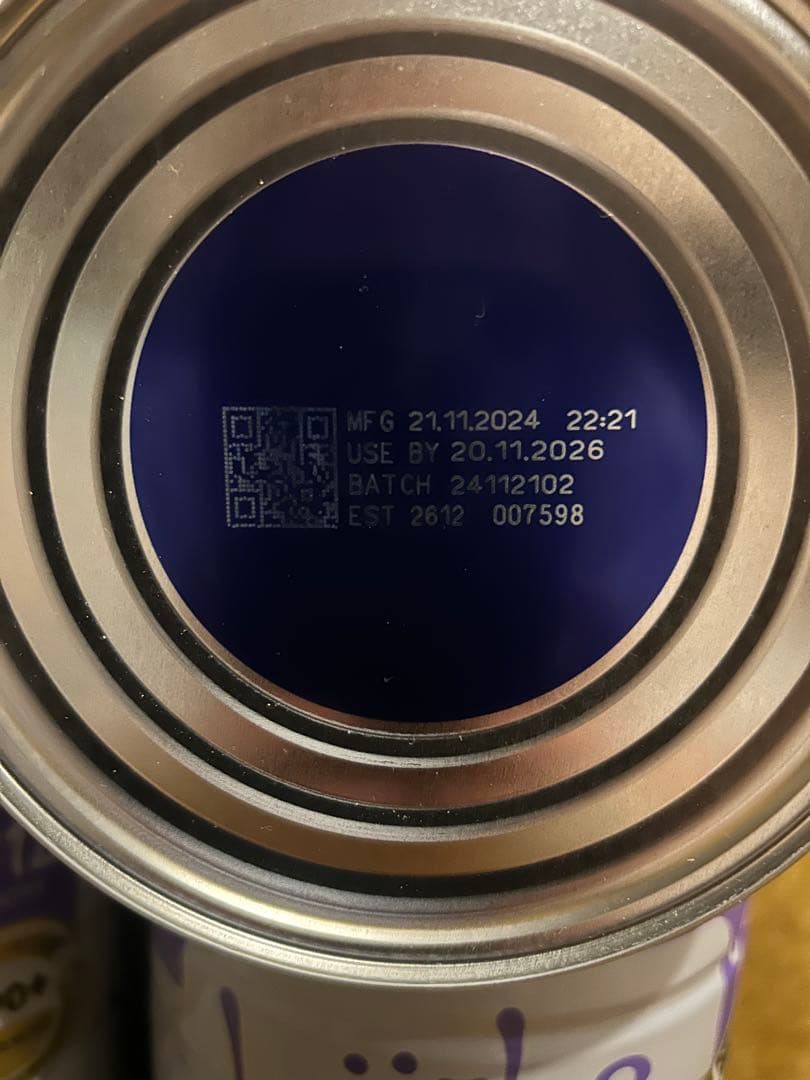 MFG 21.11.2024 22:21
USE BY 20.11.2026
BATCH 24112102
EST 2612 007598